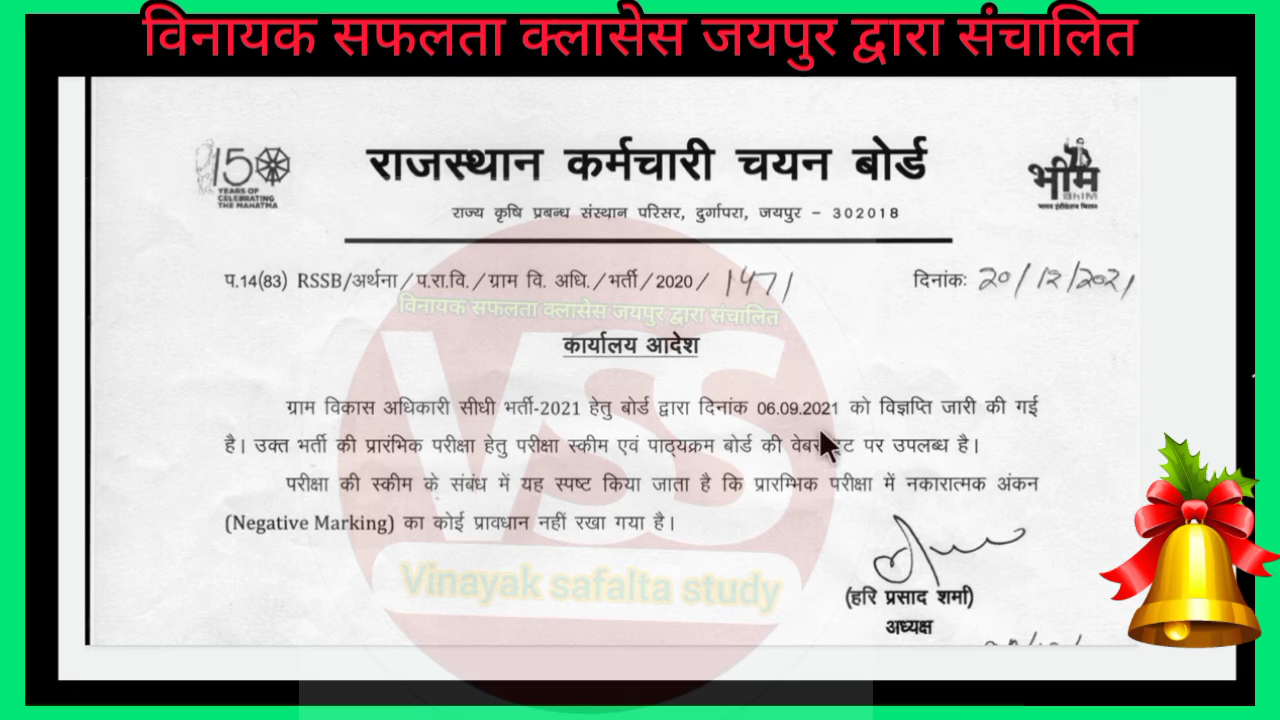 विनायक सफलता क्लासेस जयपुर द्वारा संचालित
150
YEARS OF
CELEBRATING
THE MAHATMA
राजस्थान कर्मचारी चयन बोर्ड
भीम
BHIM
राज्य कृषि प्रबन्ध संस्थान परिसर, दुर्गापरा, जयपुर – 302018
प.14(83) RSSB/अर्थना/प.रा.वि./ग्राम वि. अधि./भर्ती/2020/ 1471 दिनांकः 20/12/2021
विनायक सफलता क्लासेस जयपुर द्वारा संचालित
VSS
कार्यालय आदेश
ग्राम विकास अधिकारी सीधी भर्ती-2021 हेतु बोर्ड द्वारा दिनांक 06.09.2021 को विज्ञप्ति जारी की गई
है। उक्त भर्ती की प्रारंभिक परीक्षा हेतु परीक्षा स्कीम एवं पाठ्यक्रम बोर्ड की पर उपलब्ध है।
परीक्षा की स्कीम के संबंध में यह स्पष्ट किया जाता है कि प्रारम्भिक परीक्षा में नकारात्मक अंकन
(Negative Marking) का कोई प्रावधान नहीं रखा गया है।
Vinayak safalta study
(हरि प्रसाद शर्मा)
अध्यक्ष